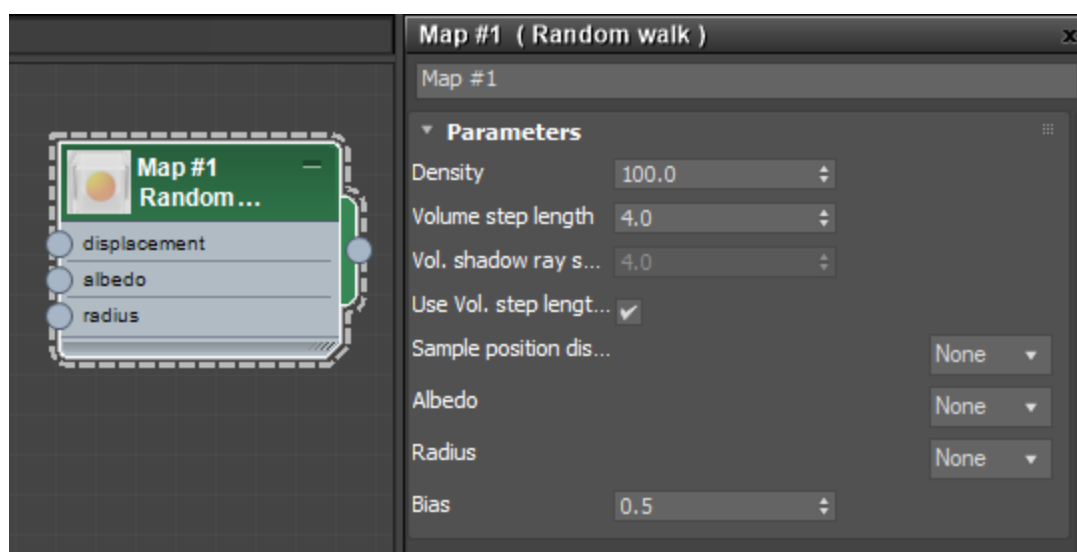 Map #1 ( Random walk )
x
Map #1
Map #1
Random...
displacement
albedo
radius
Parameters
Density 100.0
Volume step length 4.0
Vol. shadow ray s... 4.0
Use Vol. step lengt...
Sample position dis... None
Albedo None
Radius None
Bias 0.5